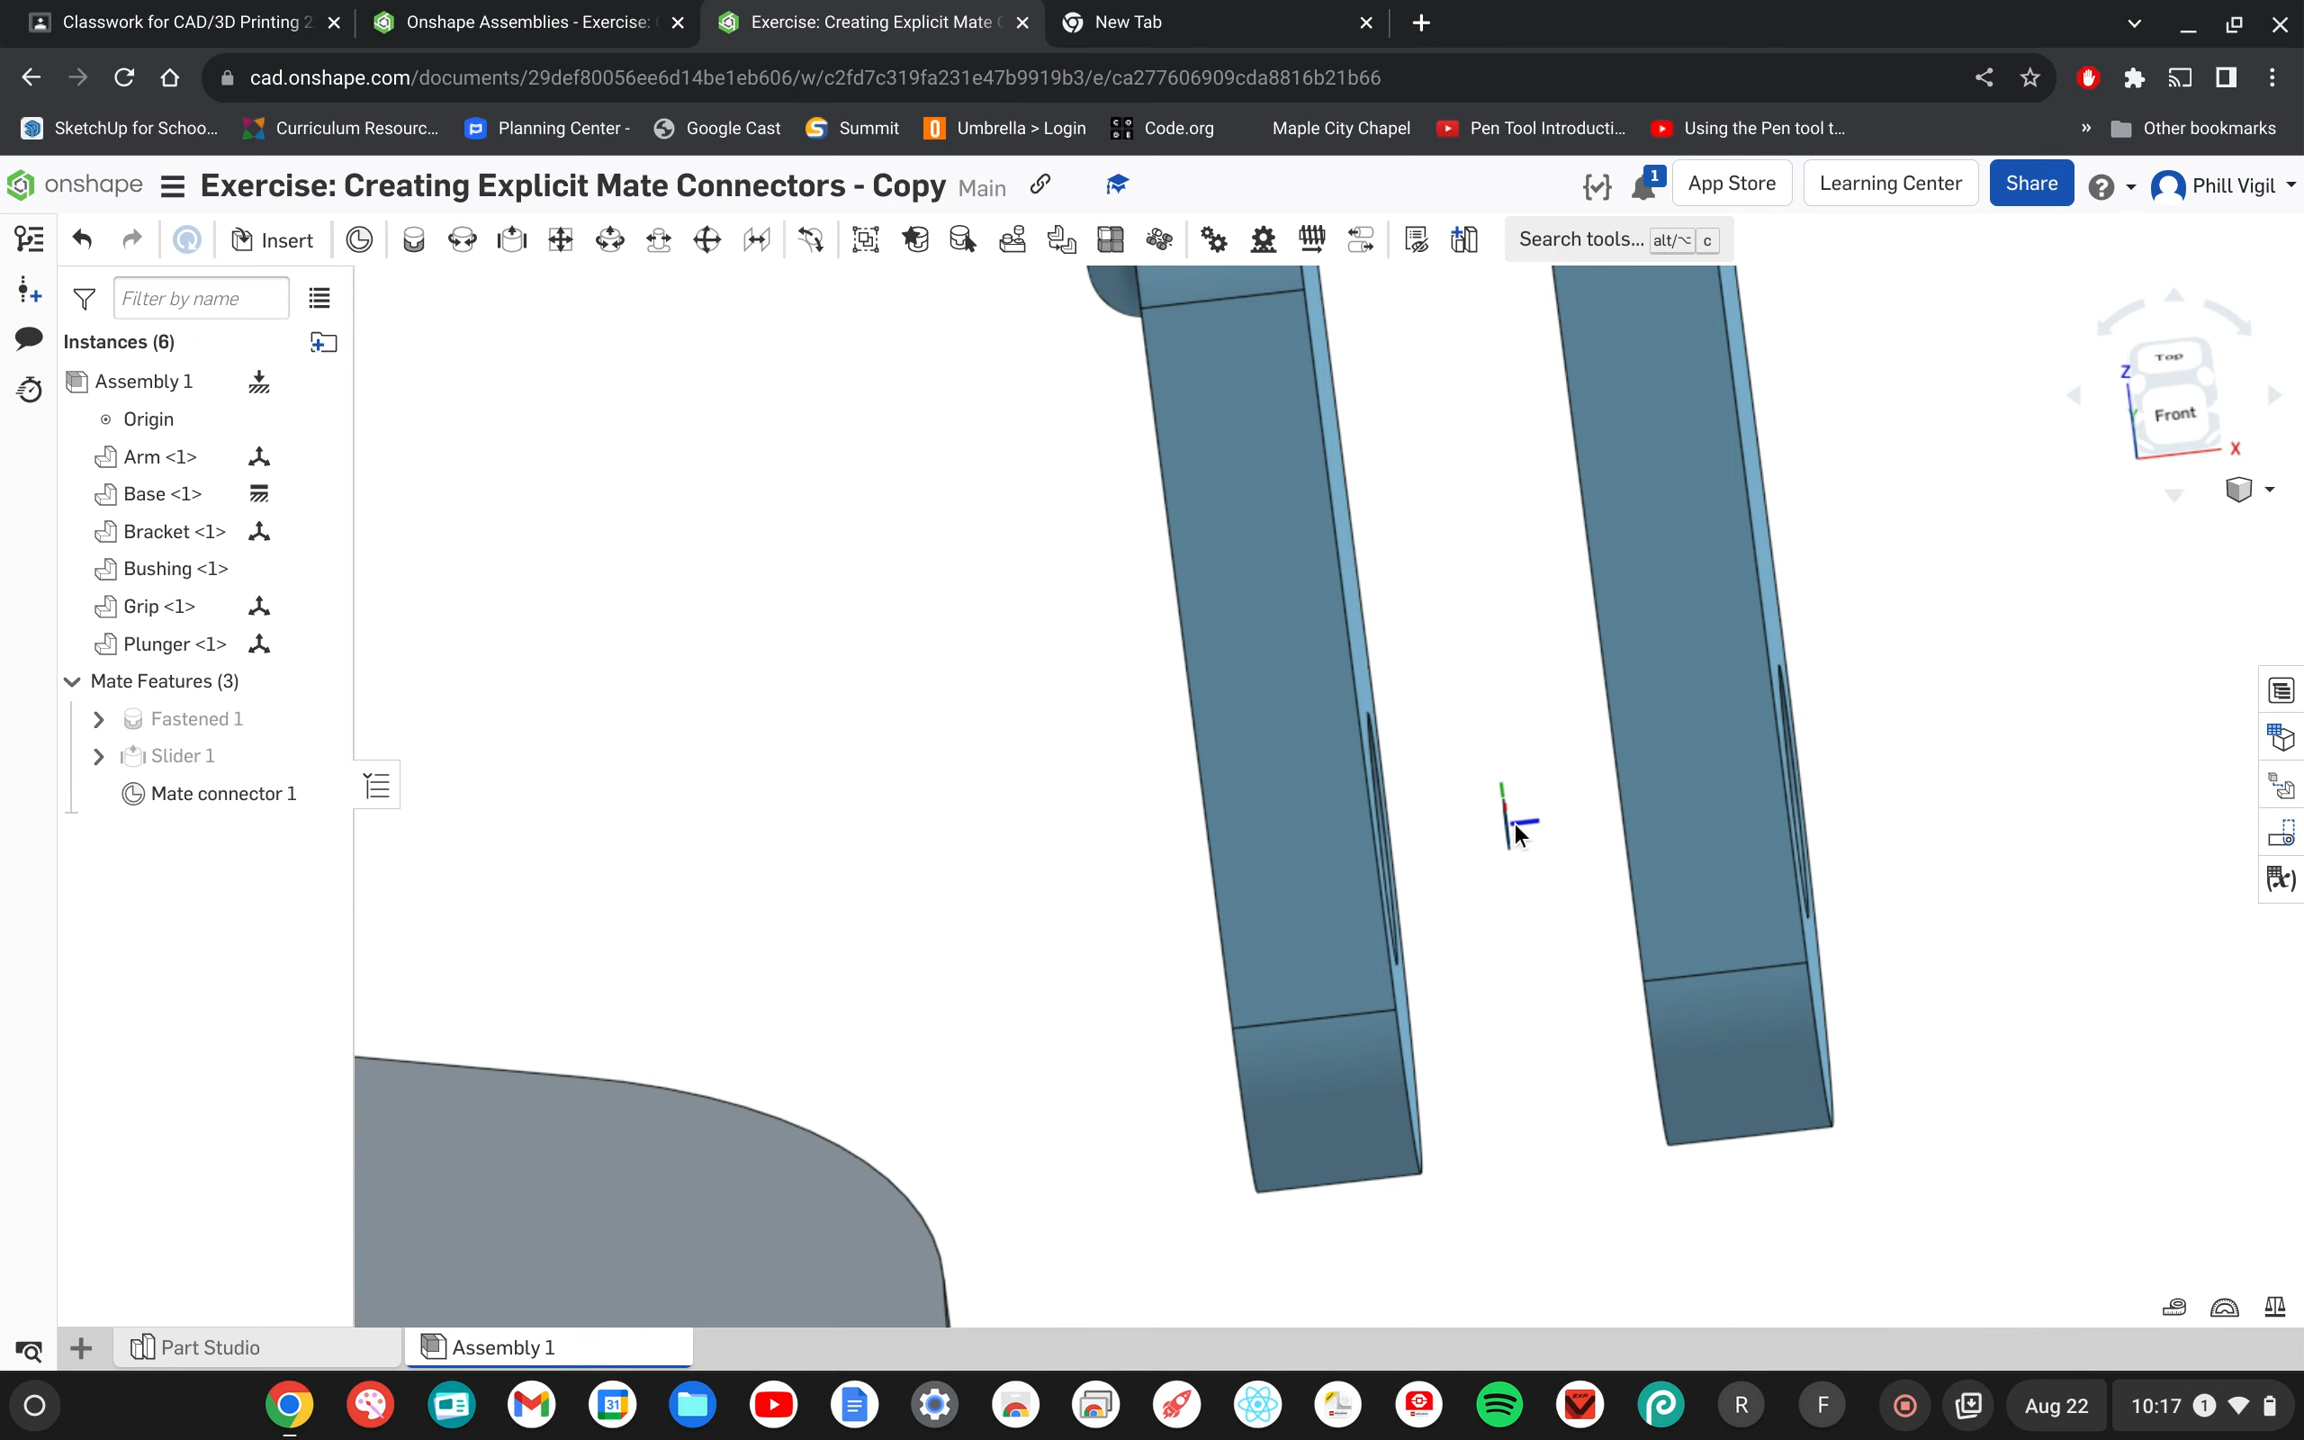 Classwork for CAD/3D Printing 2
Onshape Assemblies - Exercise:
Exercise: Creating Explicit Mate C
New Tab
cad.onshape.com/documents/29def80056ee6d14be1eb606/w/c2fd7c319fa231e47b9919b3/e/ca277606909cda8816b21b66
SketchUp for Schoo...
Curriculum Resourc...
Planning Center -
Google Cast
Summit
Umbrella > Login
Code.org
Maple City Chapel
Pen Tool Introducti...
Using the Pen tool t...
»
Other bookmarks
onshape
Exercise: Creating Explicit Mate Connectors - Copy
Main
1
App Store
Learning Center
Share
Phill Vigil
Insert
Search tools... alt/⌥ c
Filter by name
Instances (6)
Assembly 1
Origin
Arm <1>
Base <1>
Bracket <1>
Bushing <1>
Grip <1>
Plunger <1>
Mate Features (3)
Fastened 1
Slider 1
Mate connector 1
Top
Z
Front
X
(x)
Part Studio
Assembly 1
31
EXP
R
F
Aug 22
10:17
1